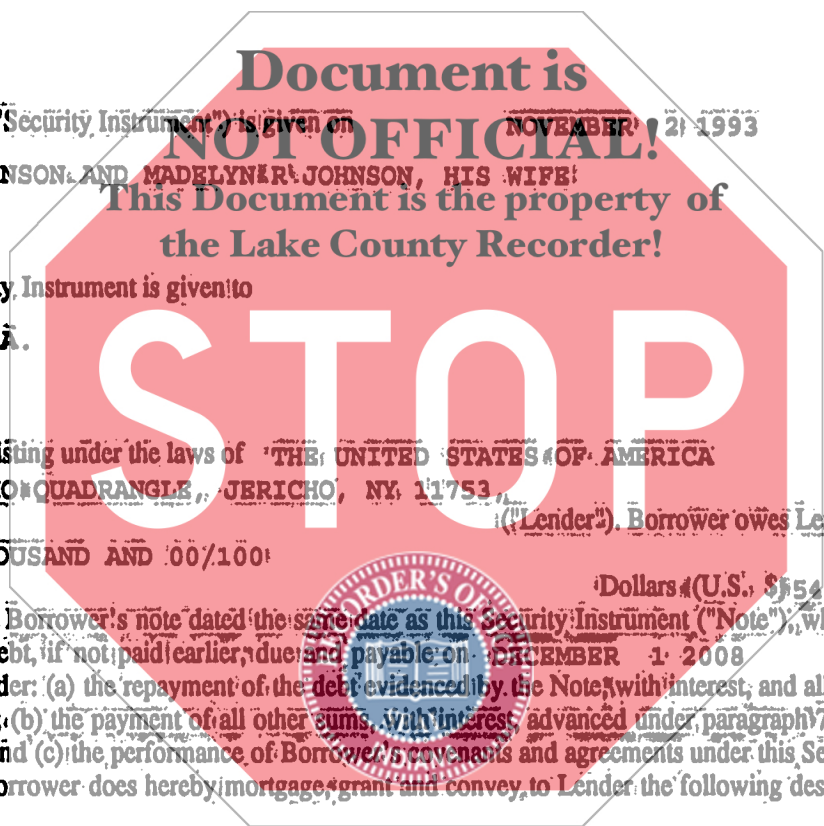 Document is
"Security Instrument") is given on NOVEMBER 2, 1993
NOT OFFICIAL!
NSON AND MADELYNE R JOHNSON, HIS WIFE
This Document is the property of
the Lake County Recorder!
y Instrument is given to
A.
STOP
isting under the laws of THE UNITED STATES OF AMERICA
QUADRANGLE, JERICHO, NY 11753,
("Lender"). Borrower owes Le
OUSAND AND 00/100
RECORDER'S OF
Dollars (U.S. $ 54
Borrower's note dated the same date as this Security Instrument ("Note"), wh
ebt, if not paid earlier, due and payable on DECEMBER 1 2008
der: (a) the repayment of the debt evidenced by the Note, with interest, and al
(b) the payment of all other sums, with interest, advanced under paragraph 7
nd (c) the performance of Borrower's covenants and agreements under this Se
orrower does hereby mortgage, grant and convey to Lender the following des